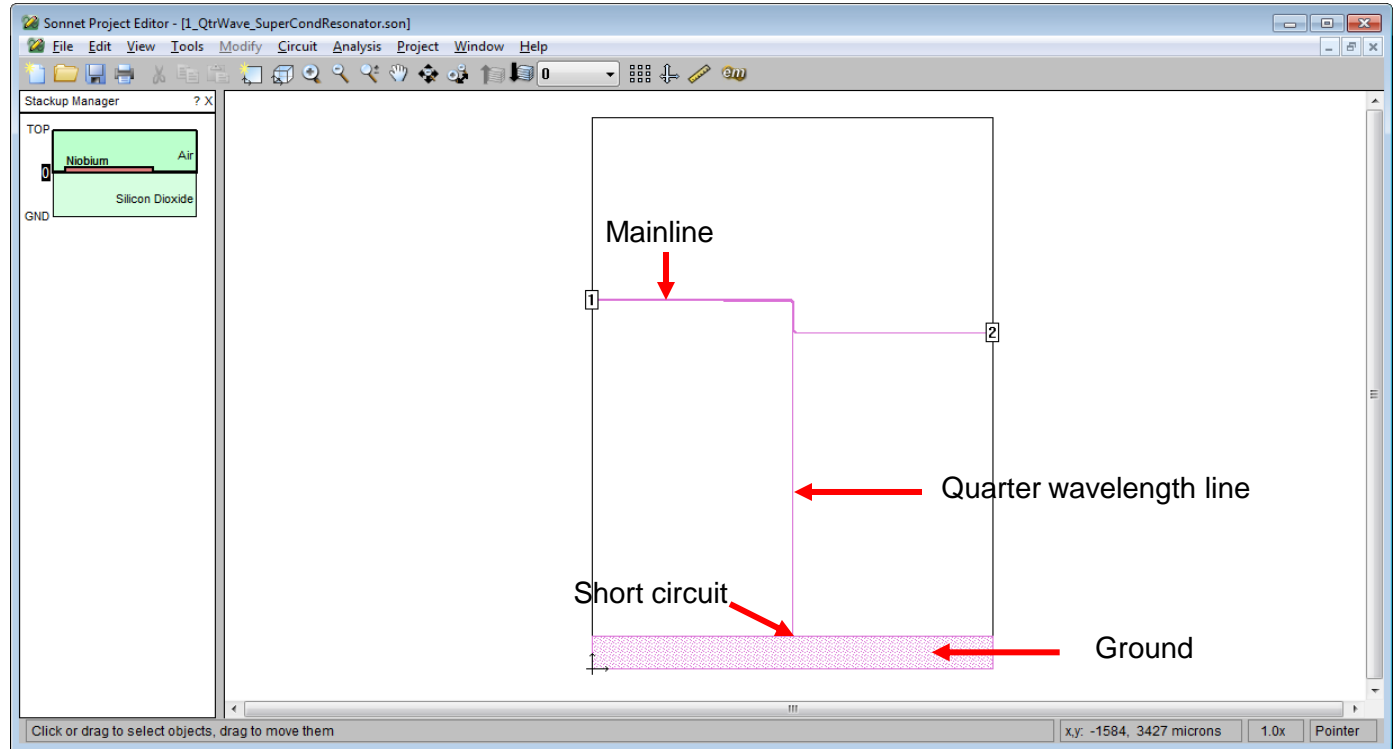 Sonnet Project Editor - [1_QtrWave_SuperCondResonator.son]
File Edit View Tools Modify Circuit Analysis Project Window Help
0
Stackup Manager ? X
TOP
Niobium
Air
0
Silicon Dioxide
GND
Mainline
1
2
Quarter wavelength line
Short circuit
Ground
Click or drag to select objects, drag to move them
x,y: -1584, 3427 microns
1.0x
Pointer